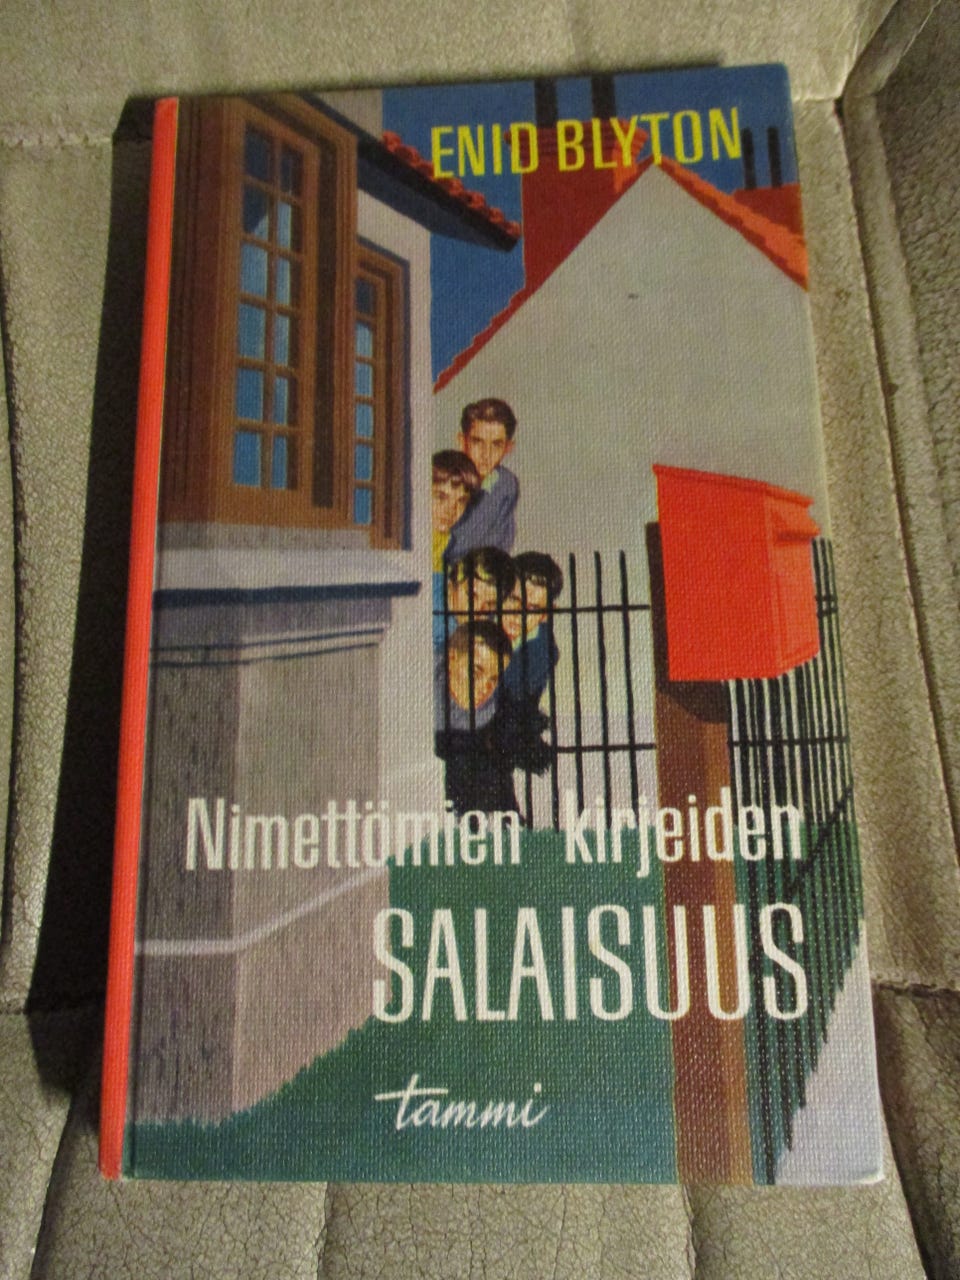 ENID BLYTON
Nimettömien kirjeiden
SALAISUUS
tammi